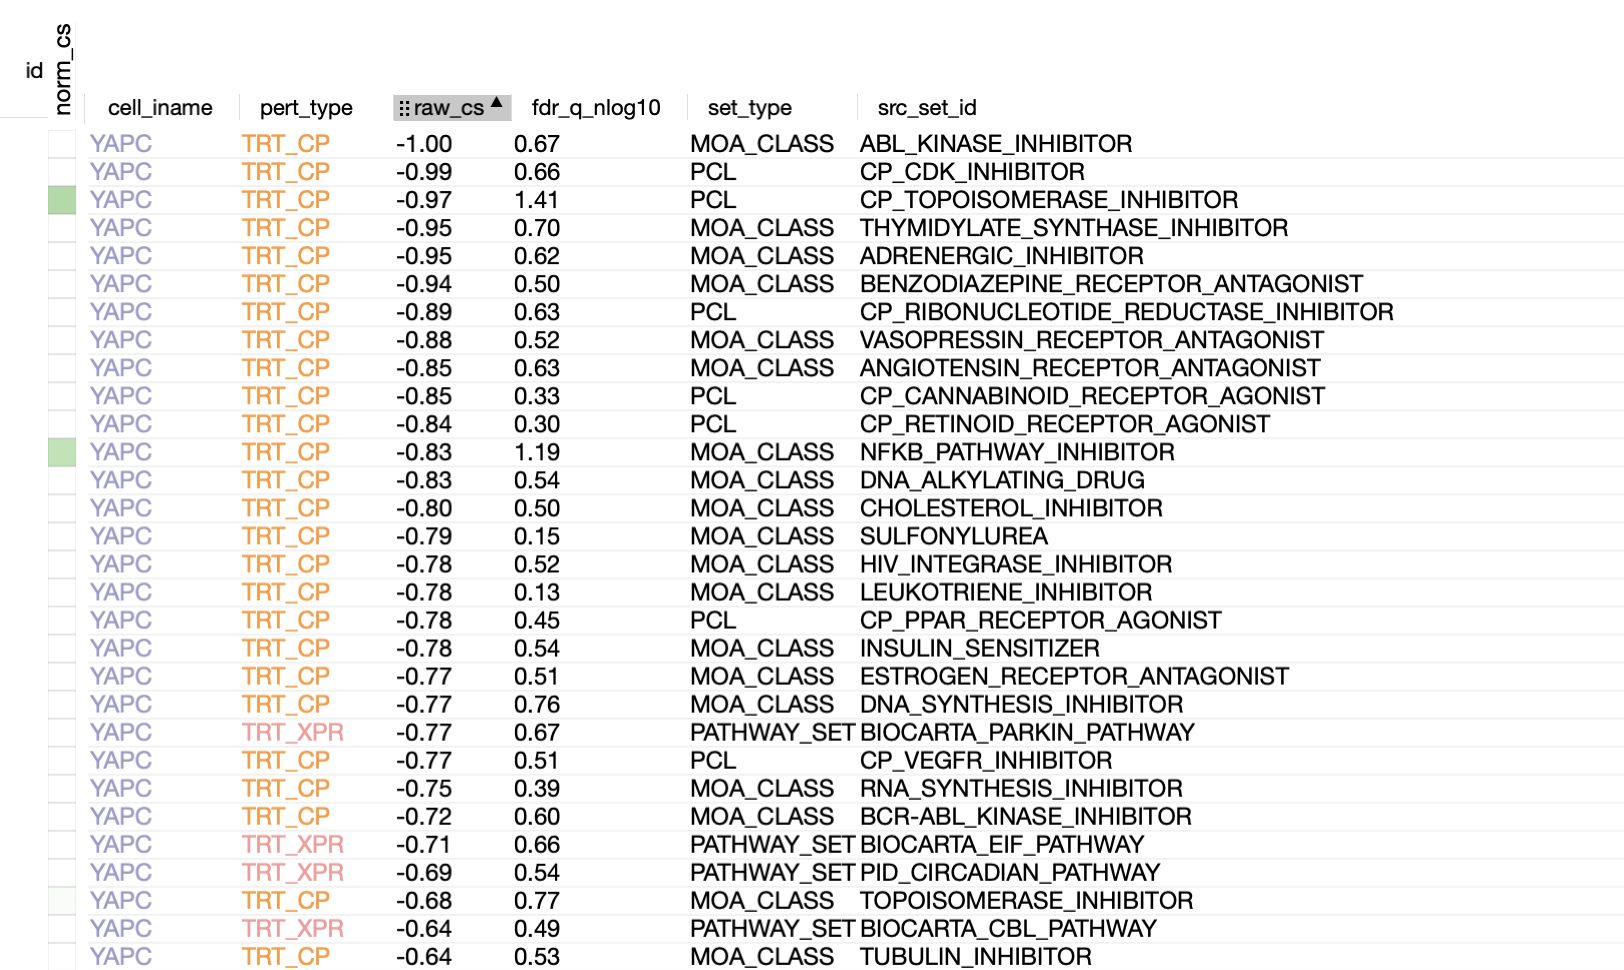 id norm_cs cell_iname pert_type raw_cs ▲ fdr_q_nlog10 set_type src_set_id
YAPC TRT_CP -1.00 0.67 MOA_CLASS ABL_KINASE_INHIBITOR
YAPC TRT_CP -0.99 0.66 PCL CP_CDK_INHIBITOR
YAPC TRT_CP -0.97 1.41 PCL CP_TOPOISOMERASE_INHIBITOR
YAPC TRT_CP -0.95 0.70 MOA_CLASS THYMIDYLATE_SYNTHASE_INHIBITOR
YAPC TRT_CP -0.95 0.62 MOA_CLASS ADRENERGIC_INHIBITOR
YAPC TRT_CP -0.94 0.50 MOA_CLASS BENZODIAZEPINE_RECEPTOR_ANTAGONIST
YAPC TRT_CP -0.89 0.63 PCL CP_RIBONUCLEOTIDE_REDUCTASE_INHIBITOR
YAPC TRT_CP -0.88 0.52 MOA_CLASS VASOPRESSIN_RECEPTOR_ANTAGONIST
YAPC TRT_CP -0.85 0.63 MOA_CLASS ANGIOTENSIN_RECEPTOR_ANTAGONIST
YAPC TRT_CP -0.85 0.33 PCL CP_CANNABINOID_RECEPTOR_AGONIST
YAPC TRT_CP -0.84 0.30 PCL CP_RETINOID_RECEPTOR_AGONIST
YAPC TRT_CP -0.83 1.19 MOA_CLASS NFKB_PATHWAY_INHIBITOR
YAPC TRT_CP -0.83 0.54 MOA_CLASS DNA_ALKYLATING_DRUG
YAPC TRT_CP -0.80 0.50 MOA_CLASS CHOLESTEROL_INHIBITOR
YAPC TRT_CP -0.79 0.15 MOA_CLASS SULFONYLUREA
YAPC TRT_CP -0.78 0.52 MOA_CLASS HIV_INTEGRASE_INHIBITOR
YAPC TRT_CP -0.78 0.13 MOA_CLASS LEUKOTRIENE_INHIBITOR
YAPC TRT_CP -0.78 0.45 PCL CP_PPAR_RECEPTOR_AGONIST
YAPC TRT_CP -0.78 0.54 MOA_CLASS INSULIN_SENSITIZER
YAPC TRT_CP -0.77 0.51 MOA_CLASS ESTROGEN_RECEPTOR_ANTAGONIST
YAPC TRT_CP -0.77 0.76 MOA_CLASS DNA_SYNTHESIS_INHIBITOR
YAPC TRT_XPR -0.77 0.67 PATHWAY_SET BIOCARTA_PARKIN_PATHWAY
YAPC TRT_CP -0.77 0.51 PCL CP_VEGFR_INHIBITOR
YAPC TRT_CP -0.75 0.39 MOA_CLASS RNA_SYNTHESIS_INHIBITOR
YAPC TRT_CP -0.72 0.60 MOA_CLASS BCR-ABL_KINASE_INHIBITOR
YAPC TRT_XPR -0.71 0.66 PATHWAY_SET BIOCARTA_EIF_PATHWAY
YAPC TRT_XPR -0.69 0.54 PATHWAY_SET PID_CIRCADIAN_PATHWAY
YAPC TRT_CP -0.68 0.77 MOA_CLASS TOPOISOMERASE_INHIBITOR
YAPC TRT_XPR -0.64 0.49 PATHWAY_SET BIOCARTA_CBL_PATHWAY
YAPC TRT_CP -0.64 0.53 MOA_CLASS TUBULIN_INHIBITOR